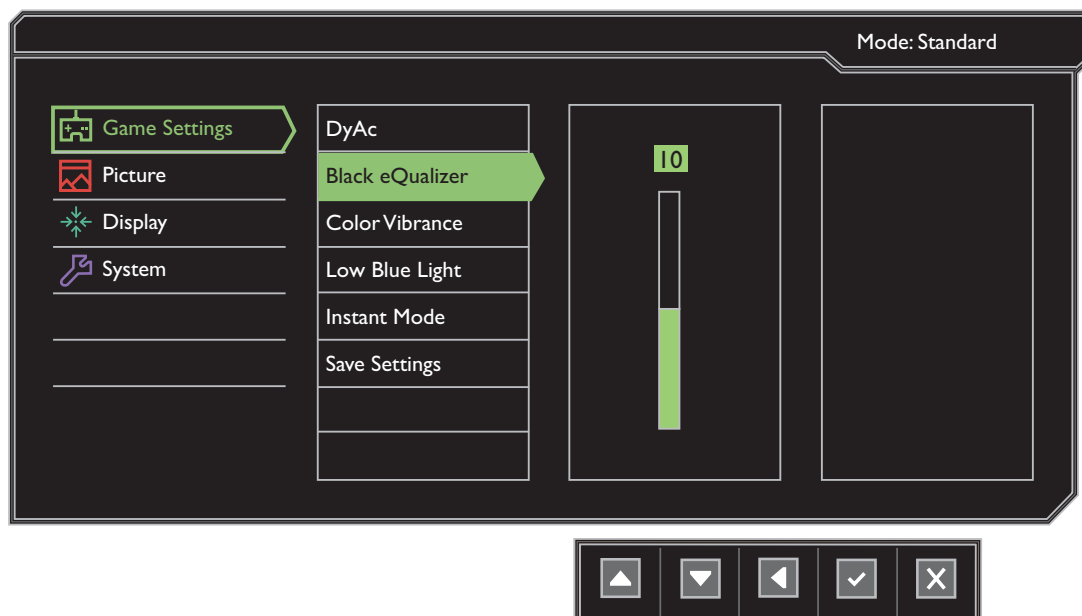 Mode: Standard
Game Settings
Picture
Display
System
DyAc
Black eQualizer
Color Vibrance
Low Blue Light
Instant Mode
Save Settings
10